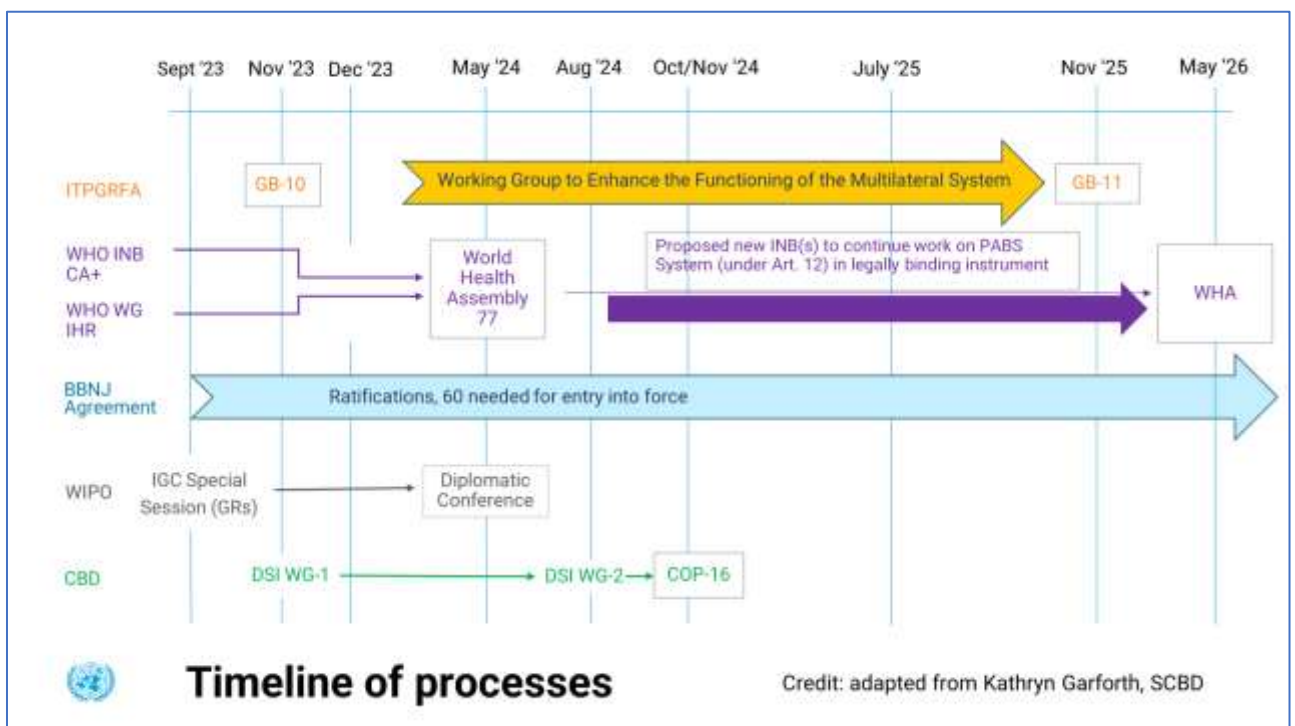 Sept '23 Nov '23 Dec '23 May '24 Aug '24 Oct/Nov '24 July '25 Nov '25 May '26
ITPGRFA
GB-10
Working Group to Enhance the Functioning of the Multilateral System
GB-11
WHO INB
CA+
WHO WG
IHR
World
Health
Assembly
77
Proposed new INB(s) to continue work on PABS
System (under Art. 12) in legally binding instrument
WHA
BBNJ
Agreement
Ratifications, 60 needed for entry into force
WIPO
IGC Special
Session (GRs)
Diplomatic
Conference
CBD
DSI WG-1
DSI WG-2
COP-16
Timeline of processes
Credit: adapted from Kathryn Garforth, SCBD